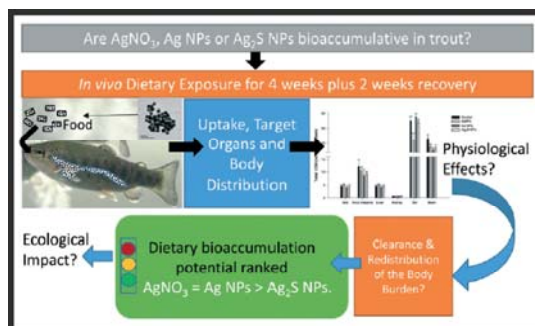 Are AgNO₃, Ag NPs or Ag₂S NPs bioaccumulative in trout?
In vivo Dietary Exposure for 4 weeks plus 2 weeks recovery
Food
Uptake, Target
Organs and
Body
Distribution
Physiological
Effects?
Clearance &
Redistribution
of the Body
Burden?
Dietary bioaccumulation
potential ranked
AgNO₃ = Ag NPs > Ag₂S NPs.
Ecological
Impact?